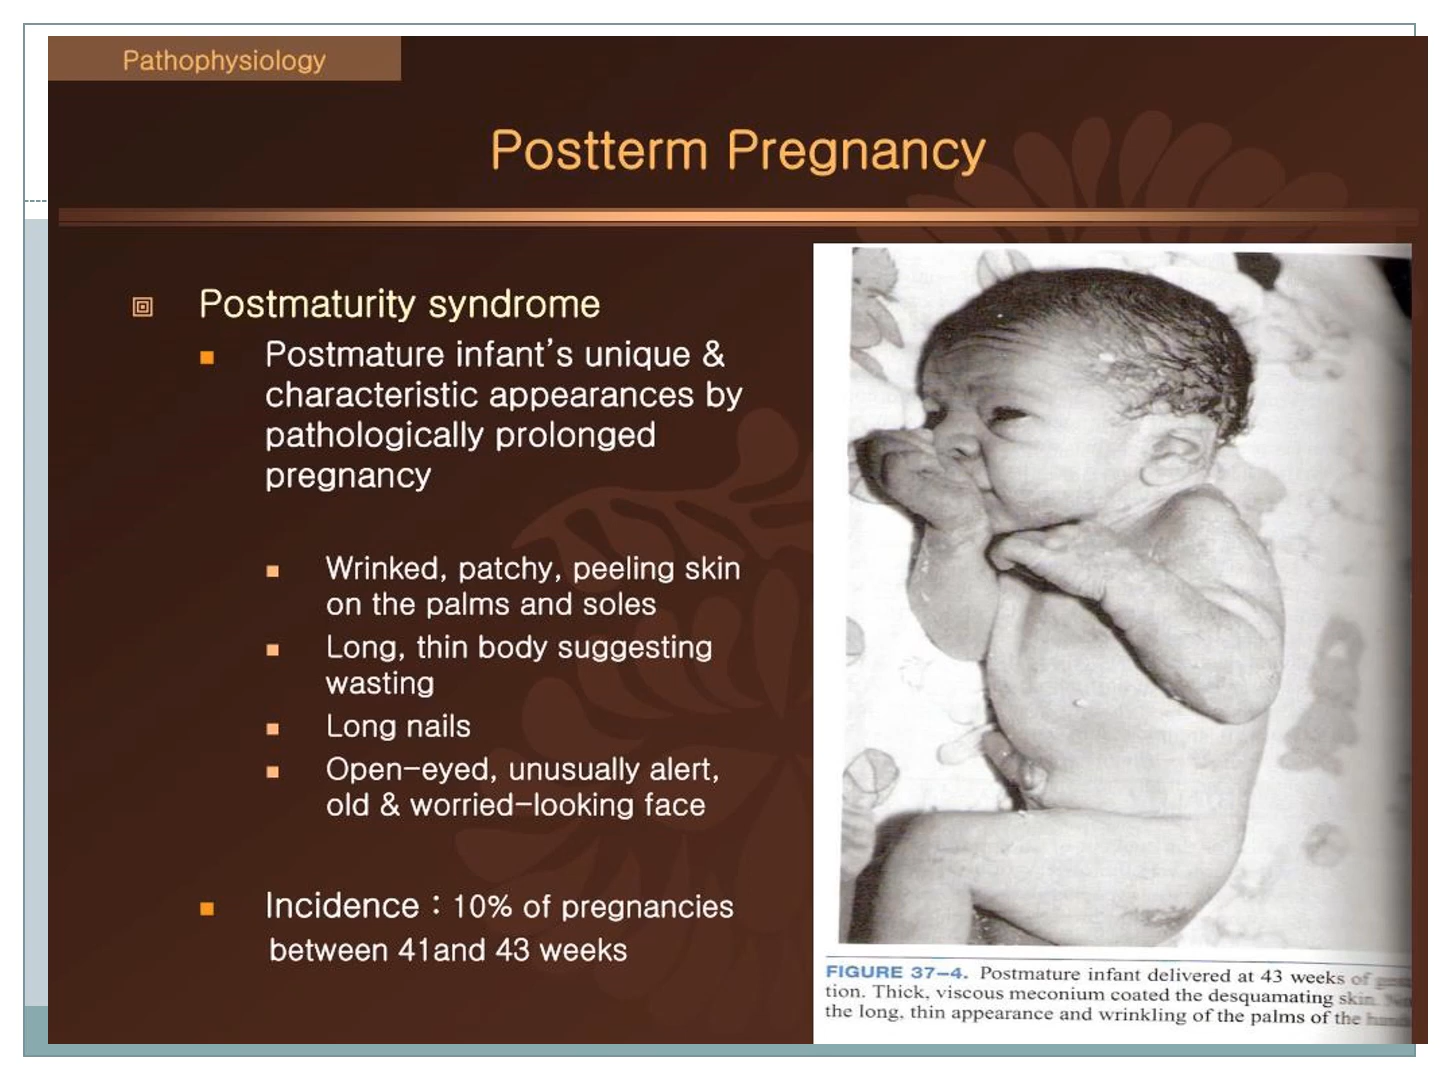 Pathophysiology
Postterm Pregnancy
Postmaturity syndrome
Postmature infant's unique &
characteristic appearances by
pathologically prolonged
pregnancy
Wrinked, patchy, peeling skin
on the palms and soles
Long, thin body suggesting
wasting
Long nails
Open-eyed, unusually alert,
old & worried-looking face
Incidence : 10% of pregnancies
between 41and 43 weeks
FIGURE 37–4. Postmature infant delivered at 43 weeks of
tion. Thick, viscous meconium coated the desquamating skin.
the long, thin appearance and wrinkling of the palms of the